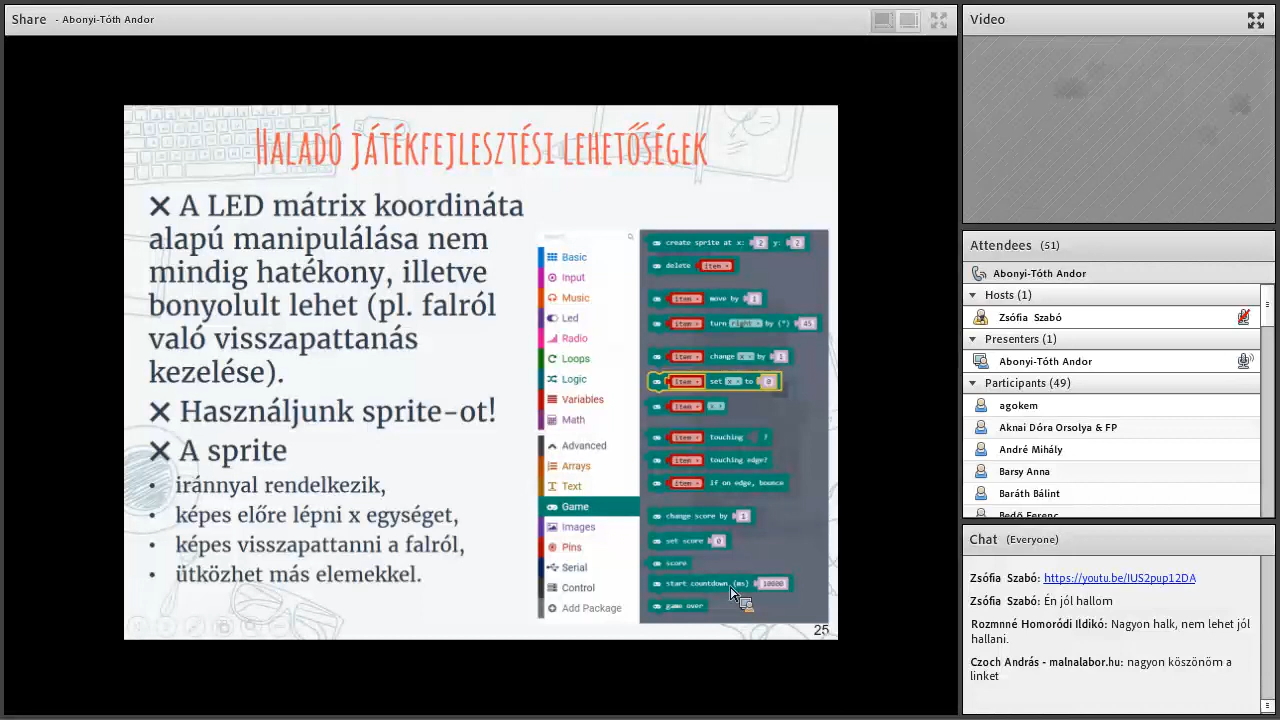 Share - Abonyi-Tóth Andor
HALADÓ JÁTÉKFEJLESZTÉSI LEHETŐSÉGEK
× A LED mátrix koordináta
alapú manipulálása nem
mindig hatékony, illetve
bonyolult lehet (pl. falról
való visszapattanás
kezelése).
× Használjunk sprite-ot!
× A sprite
• iránnyal rendelkezik,
• képes előre lépni x egységet,
• képes visszapattanni a falról,
• ütközhet más elemekkel.
Basic
Input
Music
Led
Radio
Loops
Logic
Variables
Math
Advanced
Arrays
Text
Game
Images
Pins
Serial
Control
Add Package
create sprite at x: 2 y: 2
delete item
item move by 1
item turn right by (°) 45
item change x by 1
item set x to 0
item x
item touching ?
item touching edge?
item if on edge, bounce
change score by 1
set score 0
score
start countdown (ms) 10000
game over
25
Video
Attendees (51)
Abonyi-Tóth Andor
Hosts (1)
Zsófia Szabó
Presenters (1)
Abonyi-Tóth Andor
Participants (49)
agokem
Aknai Dóra Orsolya & FP
André Mihály
Barsy Anna
Baráth Bálint
Bedő Ferenc
Chat (Everyone)
Zsófia Szabó: https://youtu.be/Us2pup12DA
Zsófia Szabó: Én jól hallom
Rozmnné Homoródi Ildikó: Nagyon halk, nem lehet jól
hallani.
Czoch András - malnalabor.hu: nagyon köszönöm a
linket